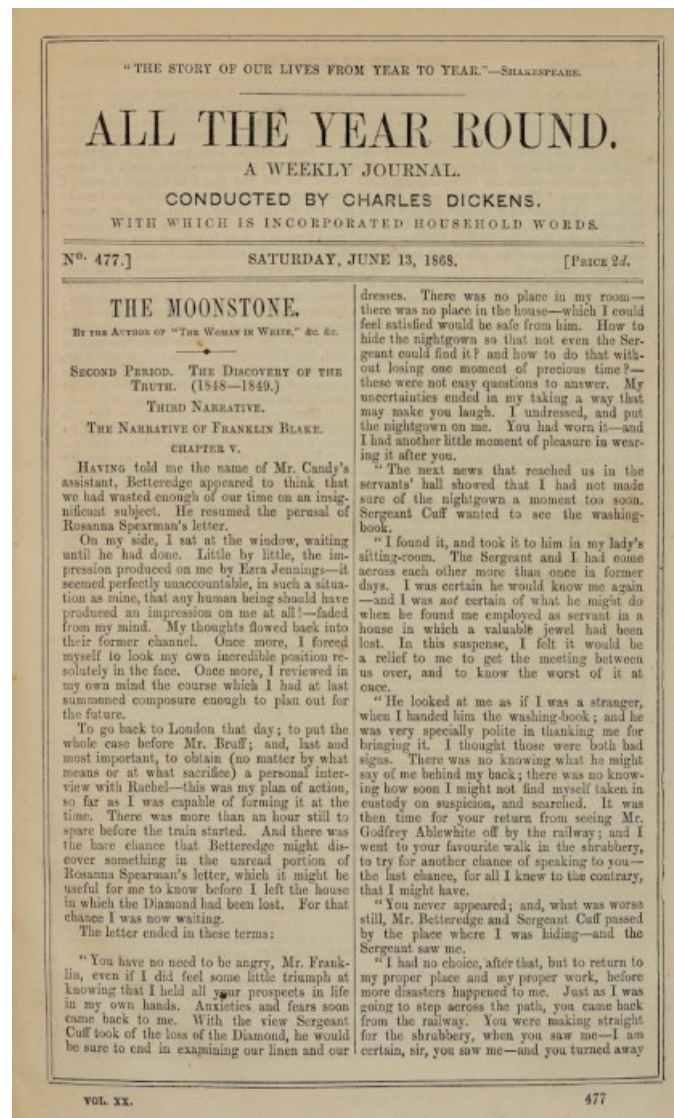 "THE STORY OF OUR LIVES FROM YEAR TO YEAR."—SHAKESPEARE.
ALL THE YEAR ROUND.
A WEEKLY JOURNAL.
CONDUCTED BY CHARLES DICKENS.
WITH WHICH IS INCORPORATED HOUSEHOLD WORDS.
No. 477.]
SATURDAY, JUNE 13, 1868.
[PRICE 2d.
THE MOONSTONE.
BY THE AUTHOR OF "THE WOMAN IN WHITE," &c. &c.
SECOND PERIOD. THE DISCOVERY OF THE
TRUTH. (1848—1849.)
THIRD NARRATIVE.
THE NARRATIVE OF FRANKLIN BLAKE.
CHAPTER V.
HAVING told me the name of Mr. Candy's
assistant, Betteredge appeared to think that
we had wasted enough of our time on an insig-
nificant subject. He resumed the perusal of
Rosanna Spearman's letter.
On my side, I sat at the window, waiting
until he had done. Little by little, the im-
pression produced on me by Ezra Jennings—it
seemed perfectly unaccountable, in such a situa-
tion as mine, that any human being should have
produced an impression on me at all!—faded
from my mind. My thoughts flowed back into
their former channel. Once more, I forced
myself to look my own incredible position re-
solutely in the face. Once more, I reviewed in
my own mind the course which I had at last
summoned composure enough to plan out for
the future.
To go back to London that day; to put the
whole case before Mr. Bruff; and, last and
most important, to obtain (no matter by what
means or at what sacrifice) a personal inter-
view with Rachel—this was my plan of action,
so far as I was capable of forming it at the
time. There was more than an hour still to
spare before the train started. And there was
the bare chance that Betteredge might dis-
cover something in the unread portion of
Rosanna Spearman's letter, which it might be
useful for me to know before I left the house
in which the Diamond had been lost. For that
chance I was now waiting.
The letter ended in these terms:
"You have no need to be angry, Mr. Frank-
lin, even if I did feel some little triumph at
knowing that I held all your prospects in life
in my own hands. Anxieties and fears soon
came back to me. With the view Sergeant
Cuff took of the loss of the Diamond, he would
be sure to end in examining our linen and our
dresses. There was no place in my room—
there was no place in the house—which I could
feel satisfied would be safe from him. How to
hide the nightgown so that not even the Ser-
geant could find it? and how to do that with-
out losing one moment of precious time?—
these were not easy questions to answer. My
uncertainties ended in my taking a way that
may make you laugh. I undressed, and put
the nightgown on me. You had worn it—and
I had another little moment of pleasure in wear-
ing it after you.
"The next news that reached us in the
servants' hall showed that I had not made
sure of the nightgown a moment too soon.
Sergeant Cuff wanted to see the washing-
book.
"I found it, and took it to him in my lady's
sitting-room. The Sergeant and I had come
across each other more than once in former
days. I was certain he would know me again
—and I was not certain of what he might do
when he found me employed as servant in a
house in which a valuable jewel had been
lost. In this suspense, I felt it would be
a relief to me to get the meeting between
us over, and to know the worst of it at
once.
"He looked at me as if I was a stranger,
when I handed him the washing-book; and he
was very specially polite in thanking me for
bringing it. I thought those were both bad
signs. There was no knowing what he might
say of me behind my back; there was no know-
ing how soon I might not find myself taken in
custody on suspicion, and searched. It was
then time for your return from seeing Mr.
Godfrey Ablewhite off by the railway; and I
went to your favourite walk in the shrubbery,
to try for another chance of speaking to you—
the last chance, for all I knew to the contrary,
that I might have.
"You never appeared; and, what was worse
still, Mr. Betteredge and Sergeant Cuff passed
by the place where I was hiding—and the
Sergeant saw me.
"I had no choice, after that, but to return to
my proper place and my proper work, before
more disasters happened to me. Just as I was
going to step across the path, you came back
from the railway. You were making straight
for the shrubbery, when you saw me—I am
certain, sir, you saw me—and you turned away
VOL. XX.
477